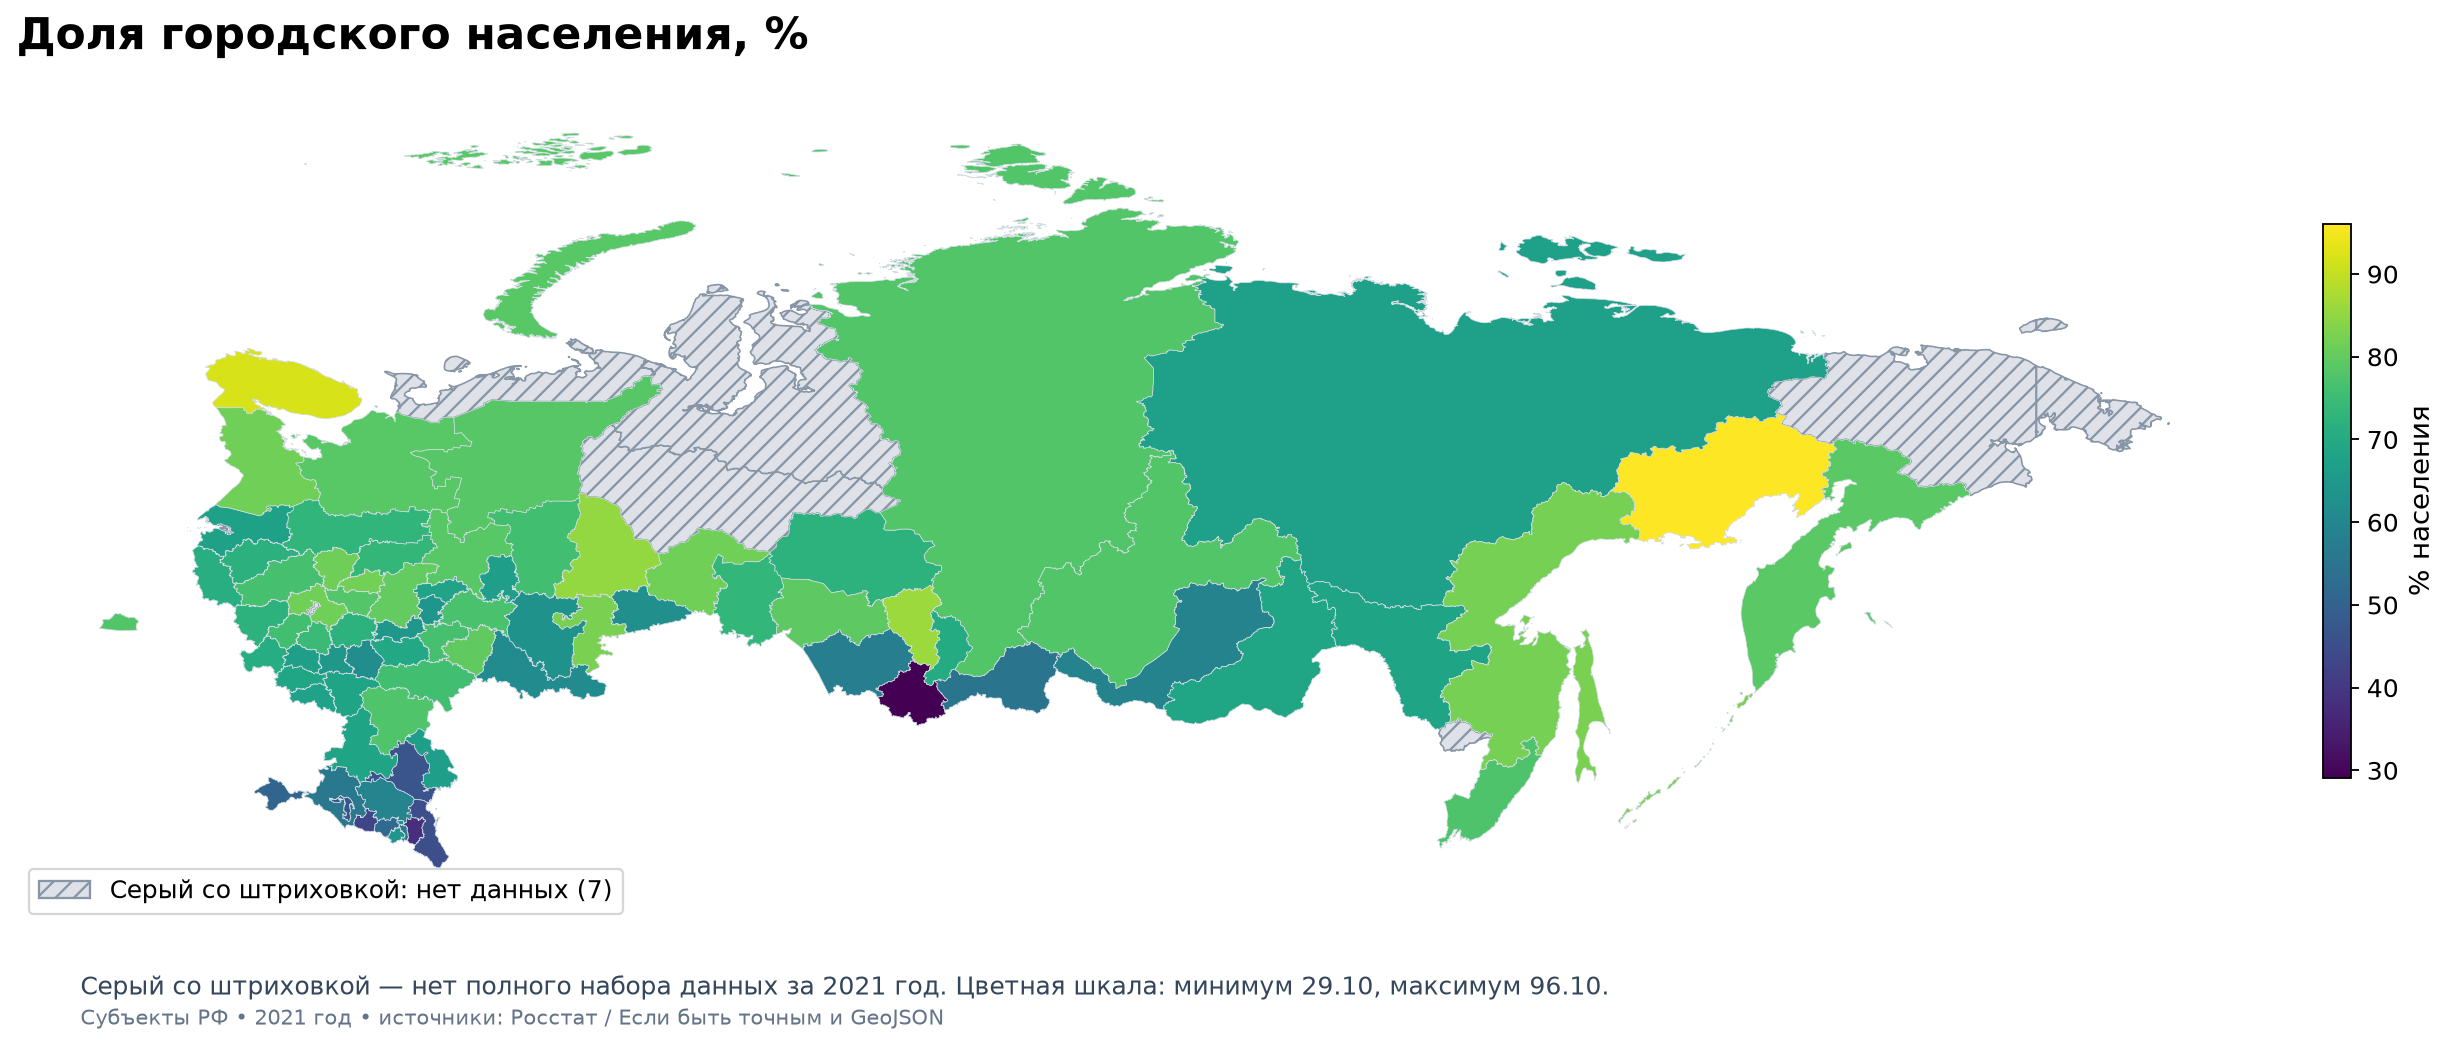 Доля городского населения, %
90
80
70
60
50
40
30
% населения
Серый со штриховкой: нет данных (7)
Серый со штриховкой — нет полного набора данных за 2021 год. Цветная шкала: минимум 29.10, максимум 96.10.
Субъекты РФ • 2021 год • источники: Росстат / Если быть точным и GeoJSON